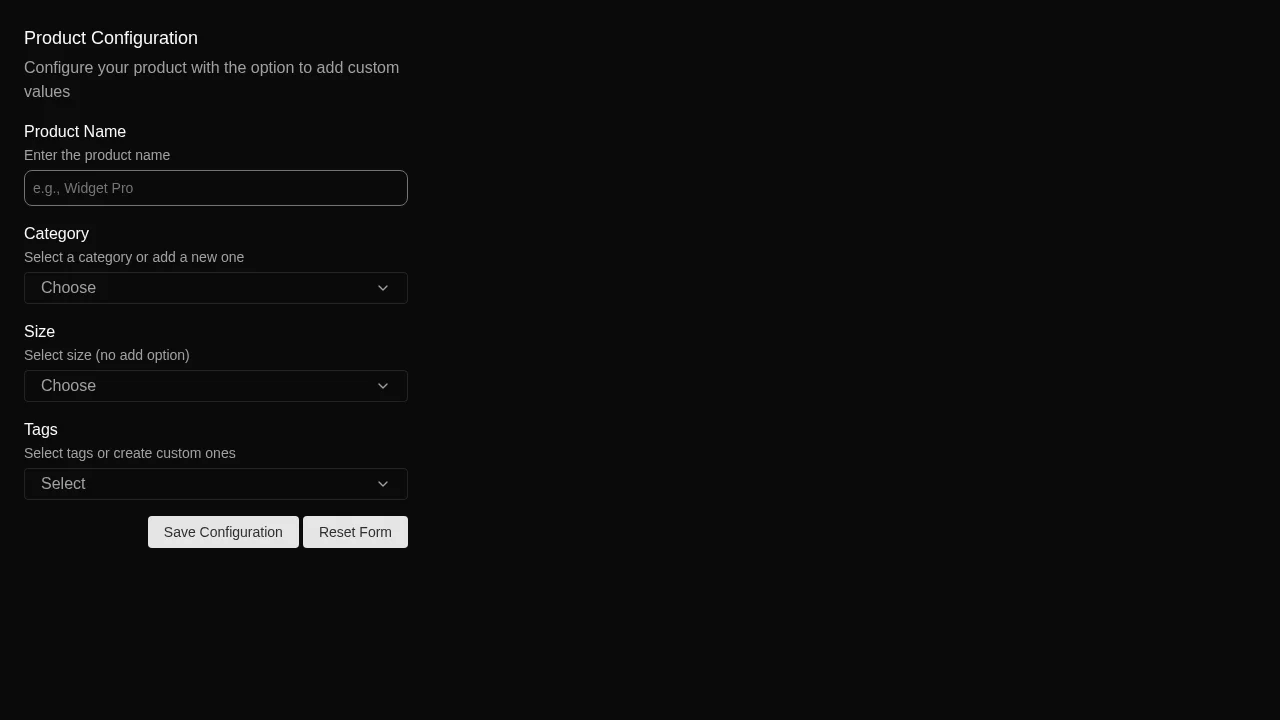 Product Configuration
Configure your product with the option to add custom
values
Product Name
Enter the product name
e.g., Widget Pro
Category
Select a category or add a new one
Choose
Size
Select size (no add option)
Choose
Tags
Select tags or create custom ones
Select
Save Configuration Reset Form